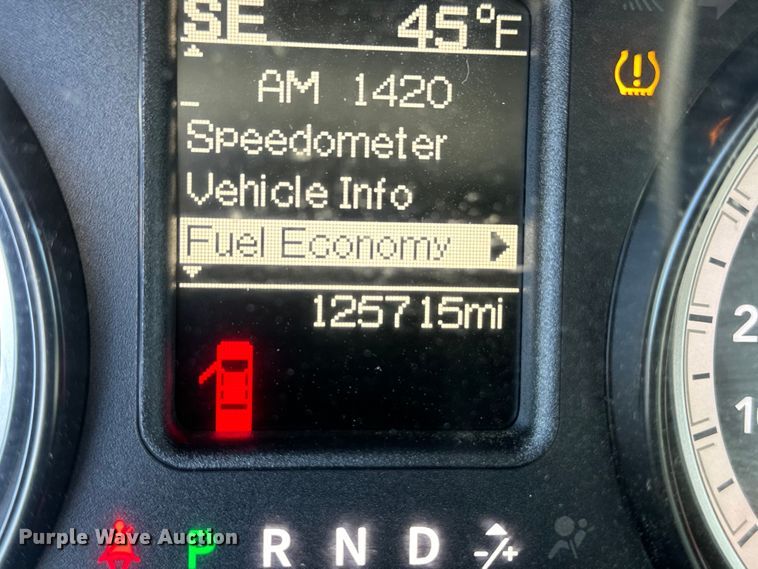 SE 45°F
AM 1420
Speedometer
Vehicle Info
Fuel Economy
125715mi
P R N D -/+
Purple Wave Auction